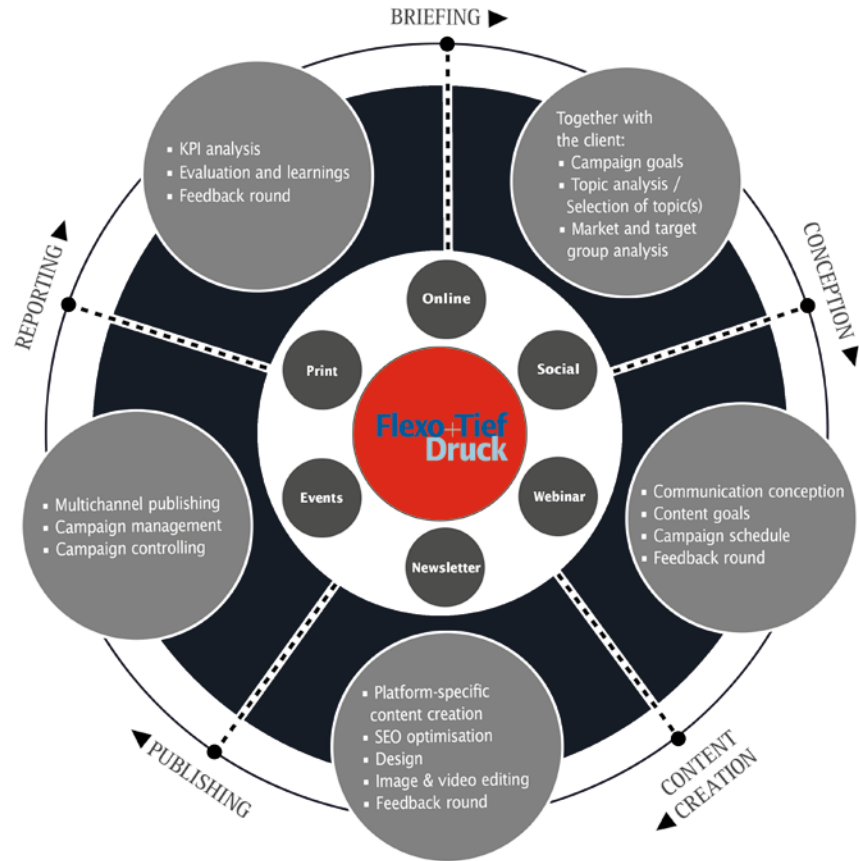 BRIEFING ▶
Together with
the client:
▪ Campaign goals
▪ Topic analysis /
Selection of topic(s)
▪ Market and target
group analysis
CONCEPTION ▶
▪ Communication conception
▪ Content goals
▪ Campaign schedule
▪ Feedback round
CONTENT
CREATION ▶
▪ Platform-specific
content creation
▪ SEO optimisation
▪ Design
▪ Image & video editing
▪ Feedback round
PUBLISHING ▶
▪ Multichannel publishing
▪ Campaign management
▪ Campaign controlling
REPORTING ▶
▪ KPI analysis
▪ Evaluation and learnings
▪ Feedback round
Online
Social
Webinar
Newsletter
Events
Print
Flexo+Tief
Druck